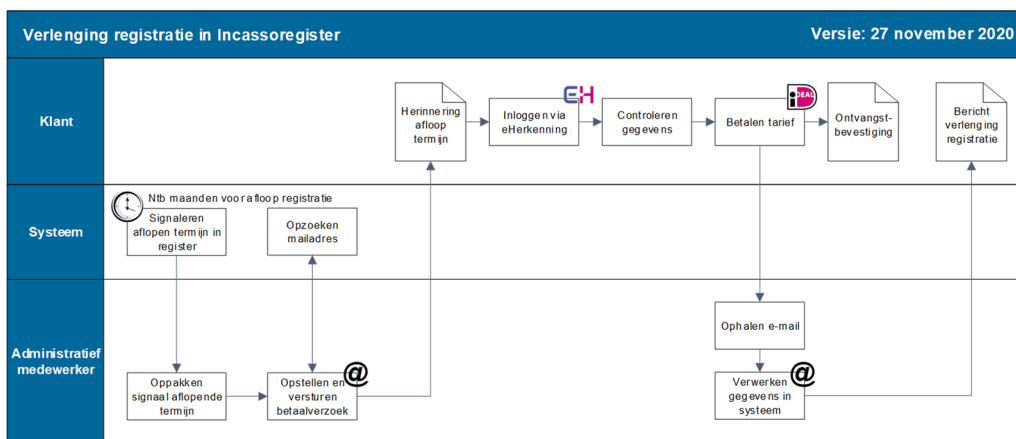 Verlenging registratie in Incassoregister
Versie: 27 november 2020
Klant
Herinnering
afloop
termijn
EH
Inloggen via
eHerkenning
Controleren
gegevens
iDEAL
Betalen tarief
Ontvangst-
bevestiging
Bericht
verlenging
registratie
Systeem
Ntb maanden voor afloop registratie
Signaleren
aflopen termijn in
register
Opzoeken
mailadres
Administratief
medewerker
Oppakken
signaal aflopende
termijn
Opstellen en
versturen
betaalverzoek
@
Ophalen e-mail
Verwerken
gegevens in
systeem
@